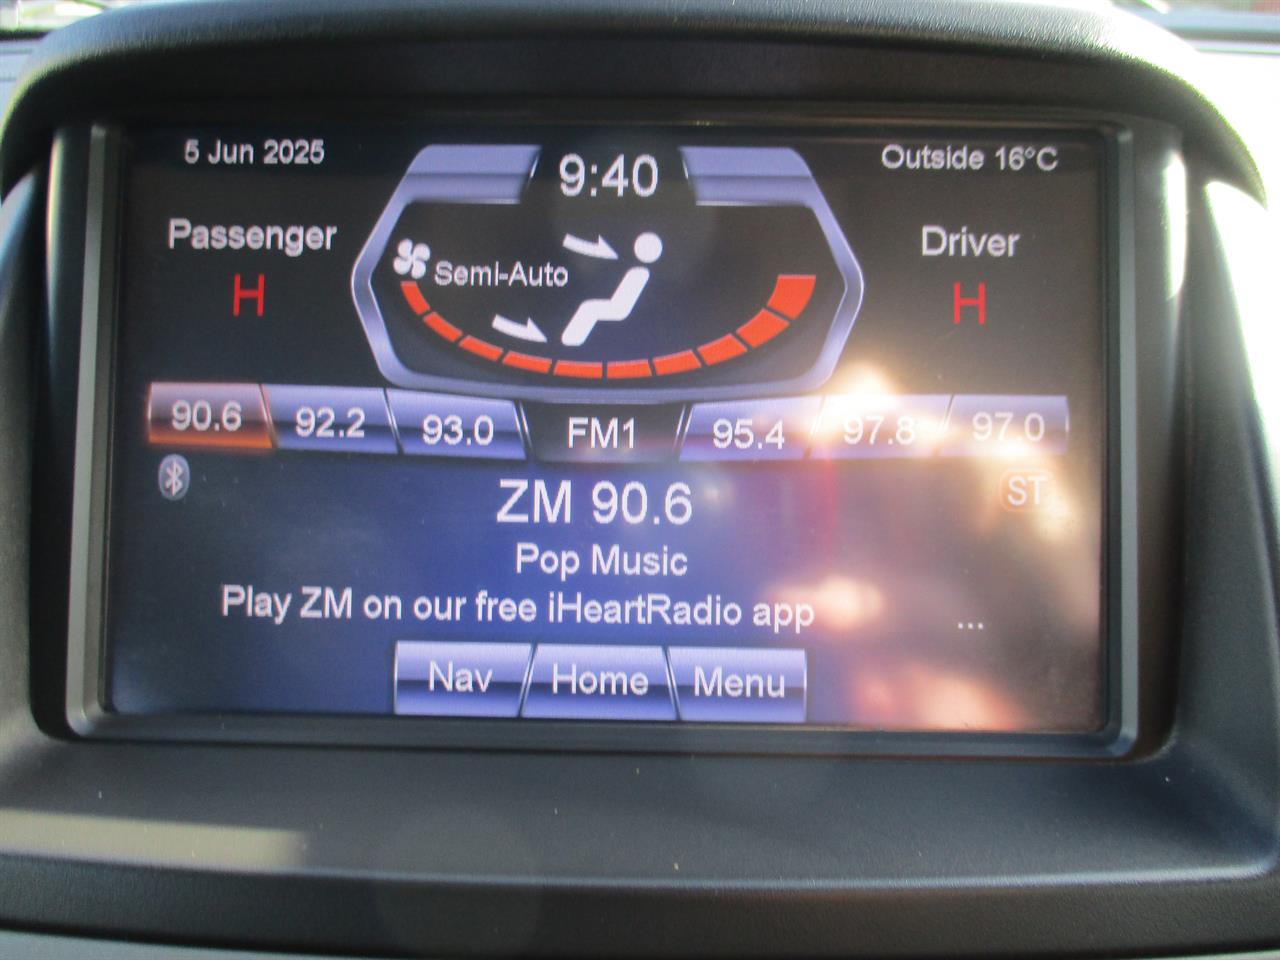 5 Jun 2025
9:40
Outside 16°C
Passenger
Driver
H
Semi-Auto
H
90.6 92.2 93.0 FM1 95.4 97.8 97.0
ST
ZM 90.6
Pop Music
Play ZM on our free iHeartRadio app ...
Nav Home Menu